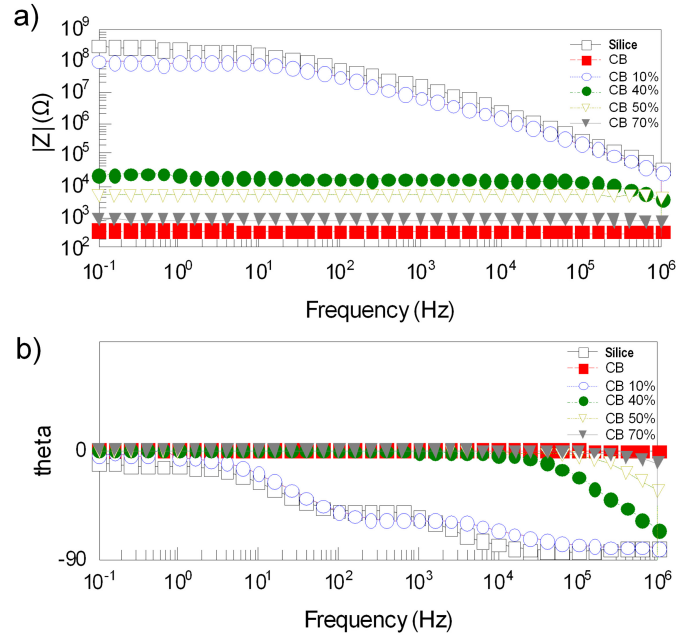 a)
10^9
10^8
10^7
10^6
10^5
10^4
10^3
10^2
|Z| (Ω)
Sílice
CB
CB 10%
CB 40%
CB 50%
CB 70%
10^-1 10^0 10^1 10^2 10^3 10^4 10^5 10^6
Frequency (Hz)
b)
0
-90
theta
Sílice
CB
CB 10%
CB 40%
CB 50%
CB 70%
10^-1 10^0 10^1 10^2 10^3 10^4 10^5 10^6
Frequency (Hz)